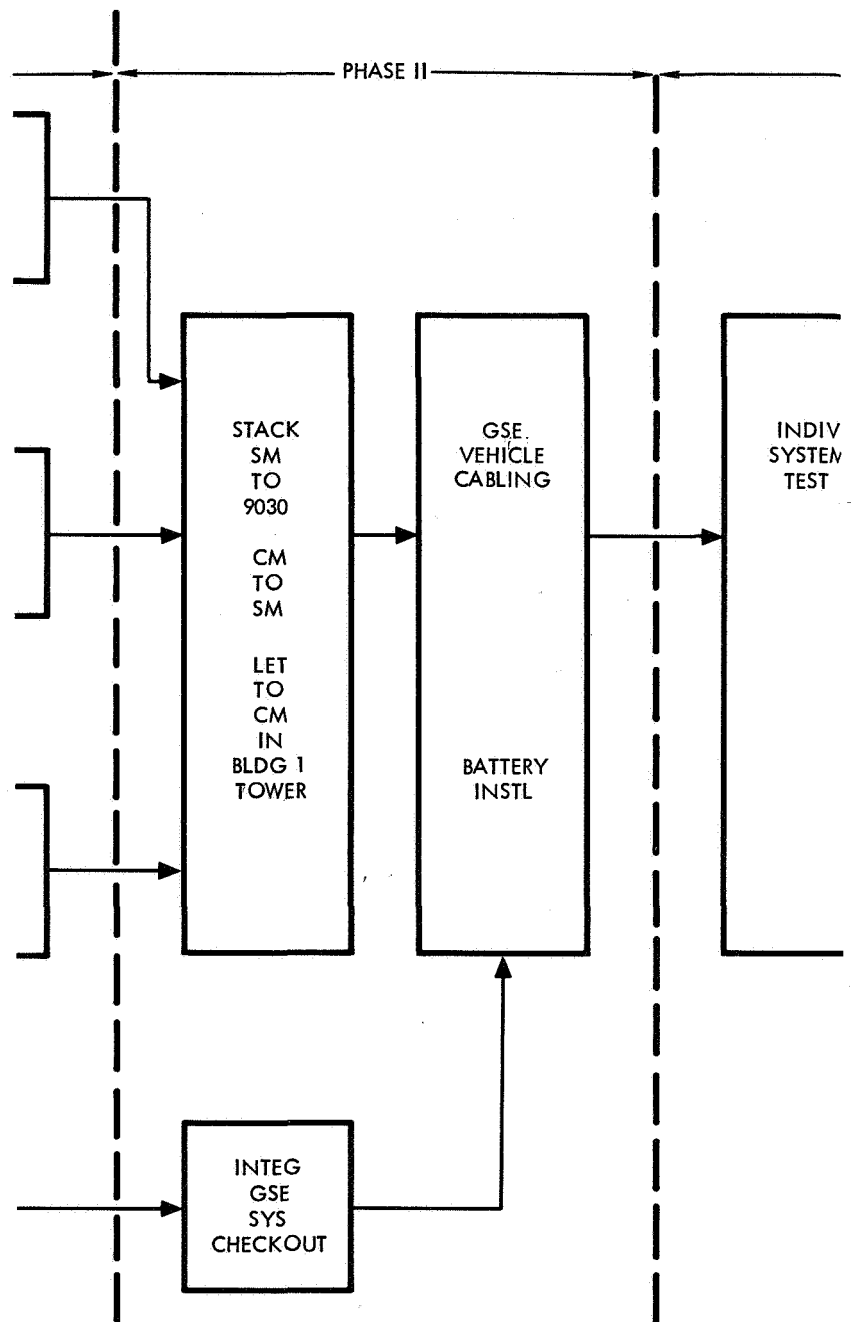 PHASE II
STACK
SM
TO
9030
CM
TO
SM
LET
TO
CM
IN
BLDG 1
TOWER
GSE
VEHICLE
CABLING
BATTERY
INSTL
INDIV
SYSTEM
TEST
INTEG
GSE
SYS
CHECKOUT